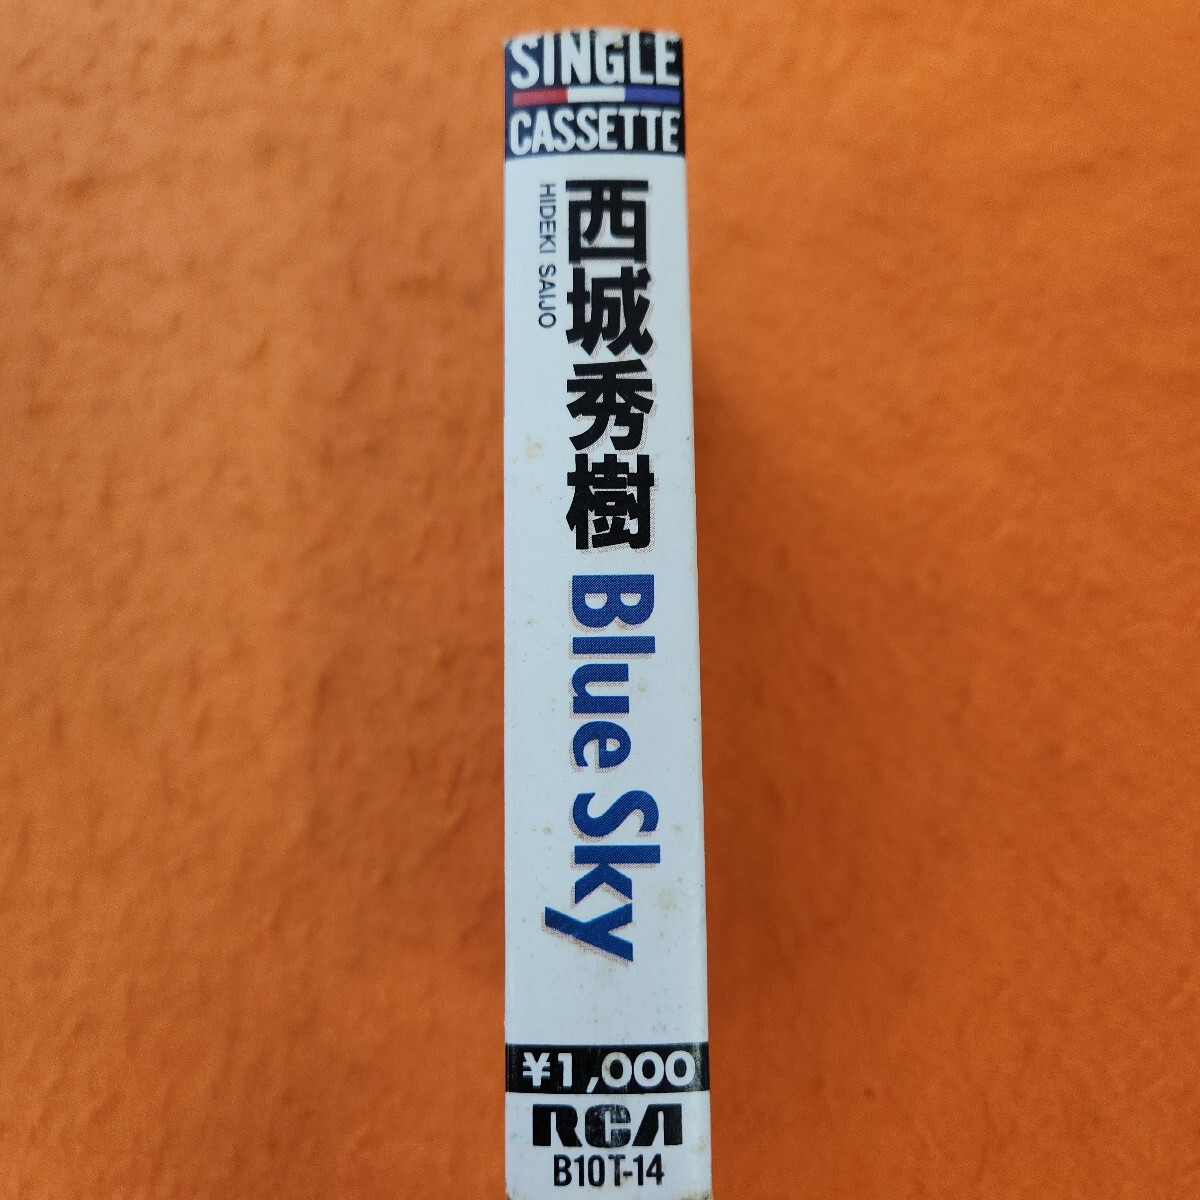 SINGLE
CASSETTE
西城秀樹
HIDEKI SAIJO
Blue Sky
¥1,000
RCA
B10T-14